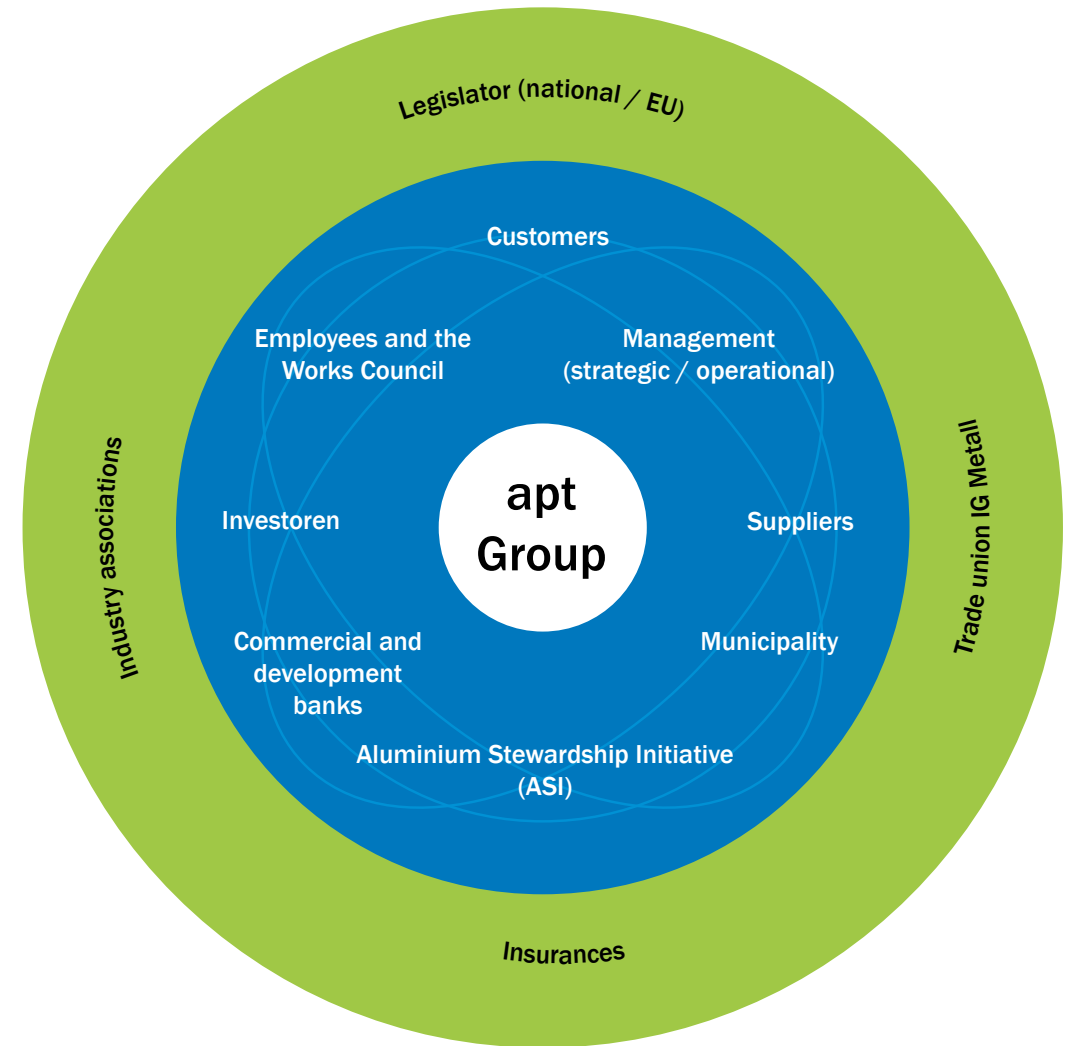 Legislator (national / EU)
Customers
Employees and the
Works Council
Management
(strategic / operational)
Industry associations
Investoren
apt
Group
Suppliers
Trade union IG Metall
Commercial and
development
banks
Municipality
Aluminium Stewardship Initiative
(ASI)
Insurances